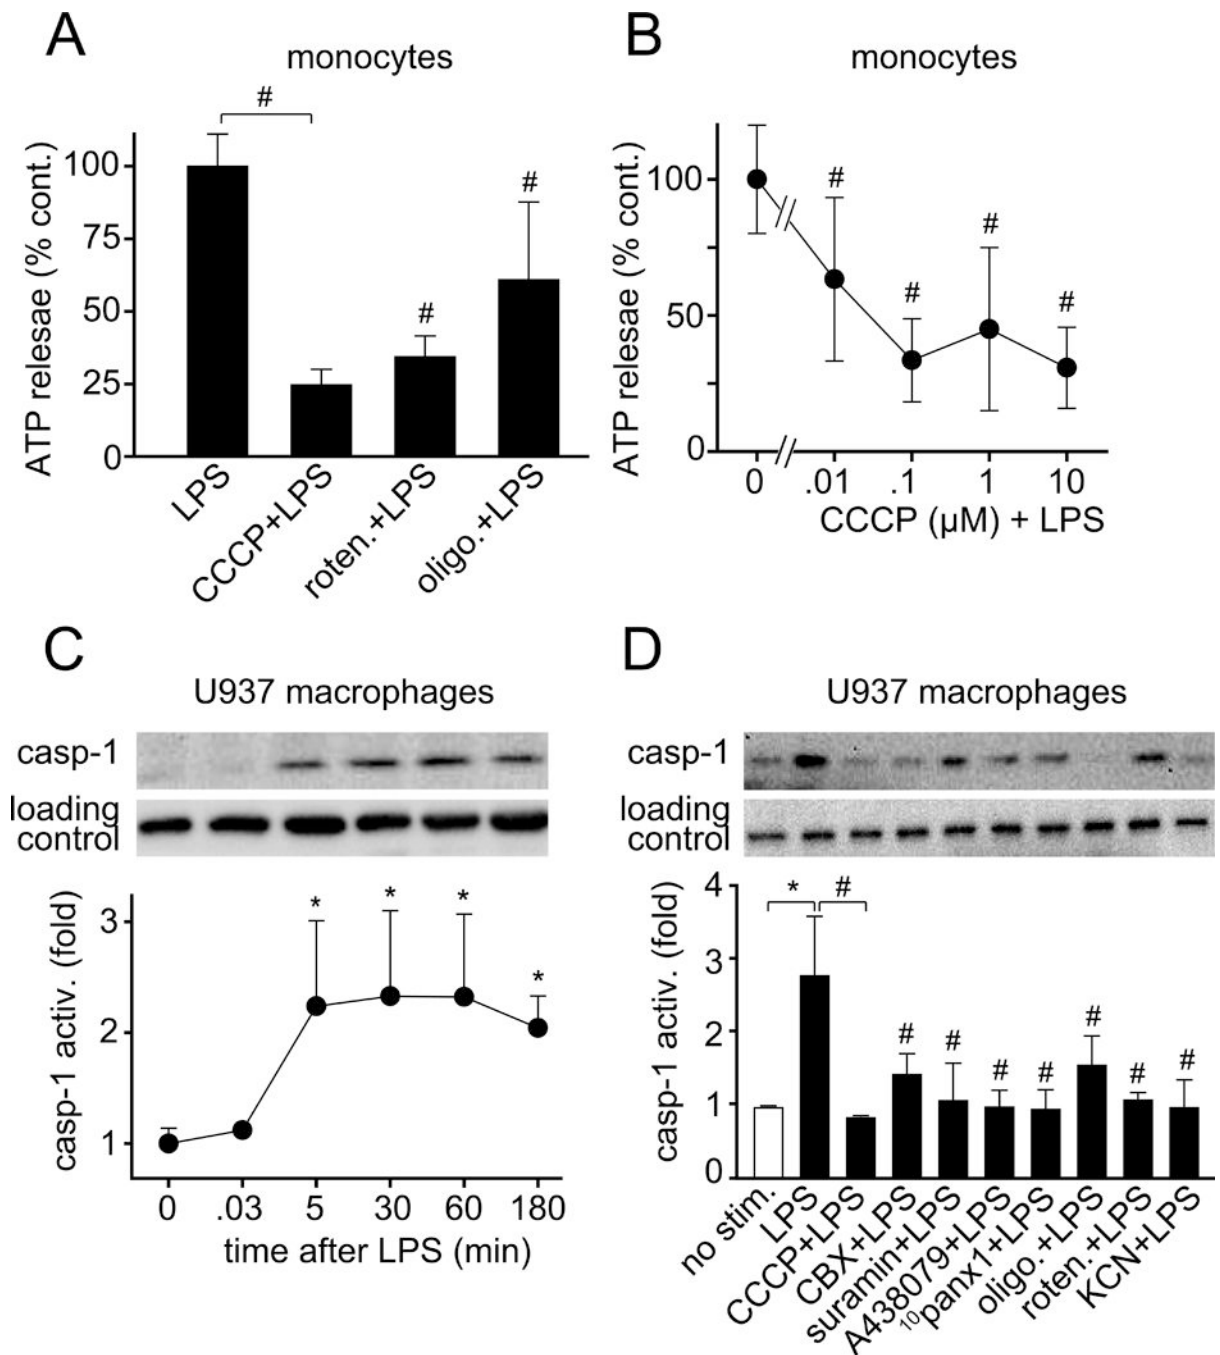 A
monocytes
#
100
75
50
25
0
ATP relesae (% cont.)
#
#
LPS
CCCP+LPS
roten.+LPS
oligo.+LPS
B
monocytes
100
50
0
ATP relesae (% cont.)
#
#
#
#
0 .01 .1 1 10
CCCP (µM) + LPS
C
U937 macrophages
casp-1
loading
control
casp-1 activ. (fold)
3
2
1
* * * *
0 .03 5 30 60 180
time after LPS (min)
D
U937 macrophages
casp-1
loading
control
casp-1 activ. (fold)
4
3
2
1
0
* #
# # # # # # #
no stim.
LPS
CCCP+LPS
CBX+LPS
suramin+LPS
A438079+LPS
¹⁰panx1+LPS
oligo.+LPS
roten.+LPS
KCN+LPS